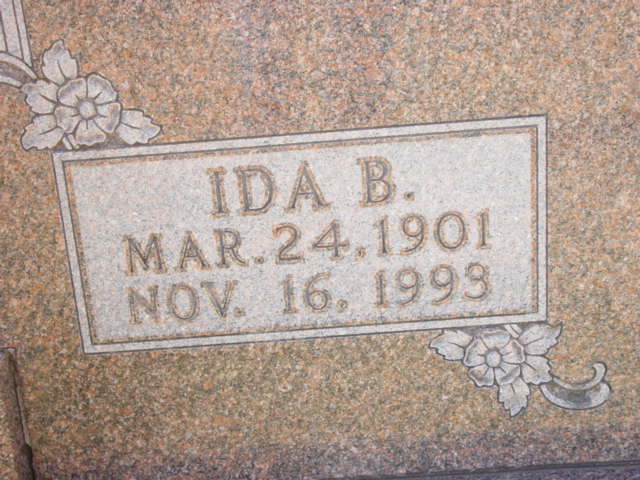 IDA B.
MAR. 24, 1901
NOV. 16, 1993